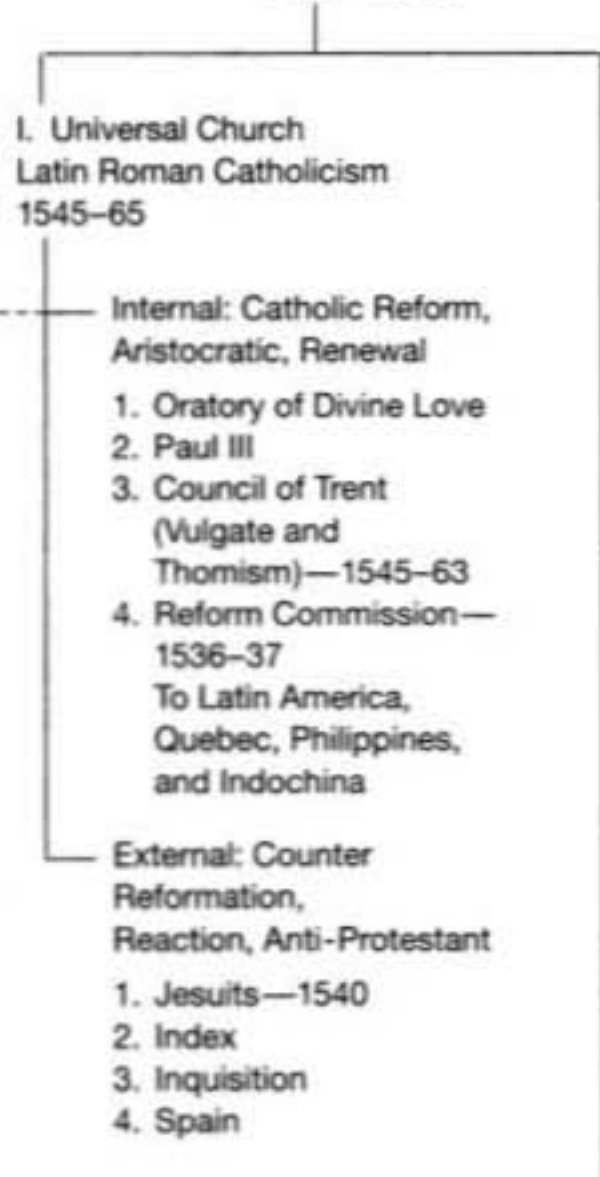 I. Universal Church
Latin Roman Catholicism
1545–65
Internal: Catholic Reform,
Aristocratic, Renewal
1. Oratory of Divine Love
2. Paul III
3. Council of Trent
(Vulgate and
Thomism)—1545–63
4. Reform Commission—
1536–37
To Latin America,
Quebec, Philippines,
and Indochina
External: Counter
Reformation,
Reaction, Anti-Protestant
1. Jesuits—1540
2. Index
3. Inquisition
4. Spain